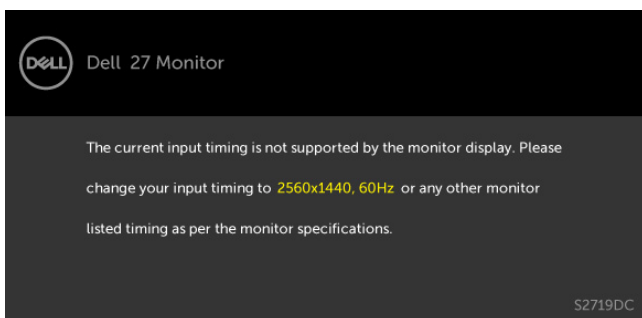 DELL Dell 27 Monitor
The current input timing is not supported by the monitor display. Please
change your input timing to 2560x1440, 60Hz or any other monitor
listed timing as per the monitor specifications.
S2719DC